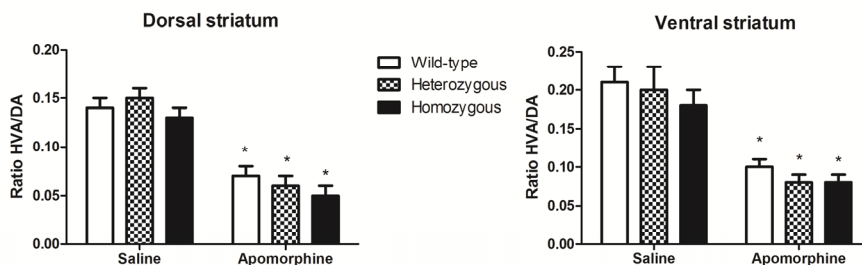 Dorsal striatum
Ratio HVA/DA
0.20
0.15
0.10
0.05
0.00
* * *
Saline Apomorphine
Wild-type
Heterozygous
Homozygous
Ventral striatum
Ratio HVA/DA
0.25
0.20
0.15
0.10
0.05
0.00
* * *
Saline Apomorphine